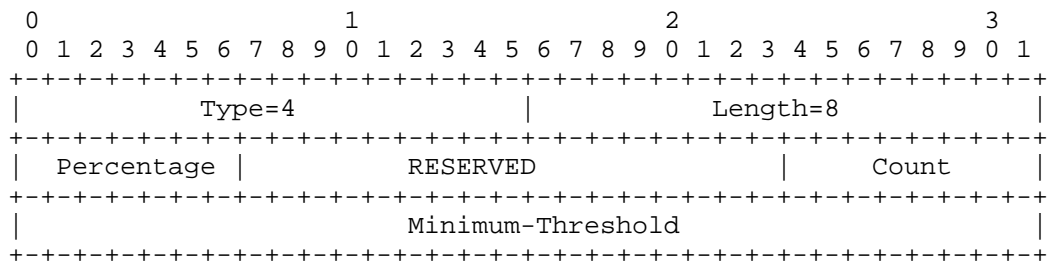 0                   1                   2                   3
 0 1 2 3 4 5 6 7 8 9 0 1 2 3 4 5 6 7 8 9 0 1 2 3 4 5 6 7 8 9 0 1
+-+-+-+-+-+-+-+-+-+-+-+-+-+-+-+-+-+-+-+-+-+-+-+-+-+-+-+-+-+-+-+-+
|           Type=4              |           Length=8            |
+-+-+-+-+-+-+-+-+-+-+-+-+-+-+-+-+-+-+-+-+-+-+-+-+-+-+-+-+-+-+-+-+
|  Percentage |          RESERVED               |     Count     |
+-+-+-+-+-+-+-+-+-+-+-+-+-+-+-+-+-+-+-+-+-+-+-+-+-+-+-+-+-+-+-+-+
|                        Minimum-Threshold                      |
+-+-+-+-+-+-+-+-+-+-+-+-+-+-+-+-+-+-+-+-+-+-+-+-+-+-+-+-+-+-+-+-+